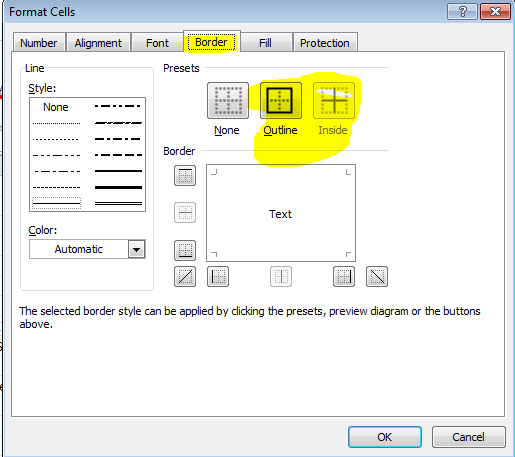 Format Cells
Number Alignment Font Border Fill Protection
Line
Style:
None
Color:
Automatic
Presets
None Outline Inside
Border
Text
The selected border style can be applied by clicking the presets, preview diagram or the buttons
above.
OK Cancel